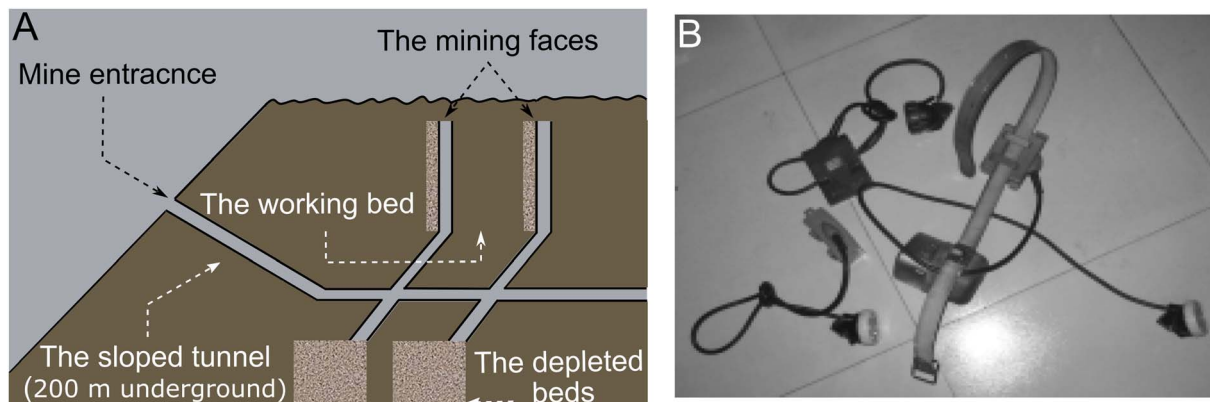 A
The mining faces
Mine entracnce
The working bed
The sloped tunnel
(200 m underground)
The depleted
beds
B